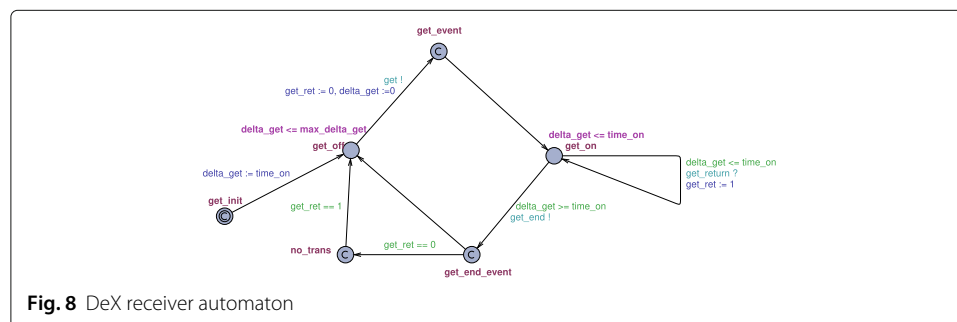 get_event
C
get !
get_ret := 0, delta_get :=0
delta_get <= max_delta_get
get_off
delta_get <= time_on
get_on
delta_get <= time_on
get_return ?
get_ret := 1
delta_get := time_on
get_init
C
get_ret == 1
delta_get >= time_on
get_end !
no_trans
C
get_ret == 0
C
get_end_event
Fig. 8 DeX receiver automaton